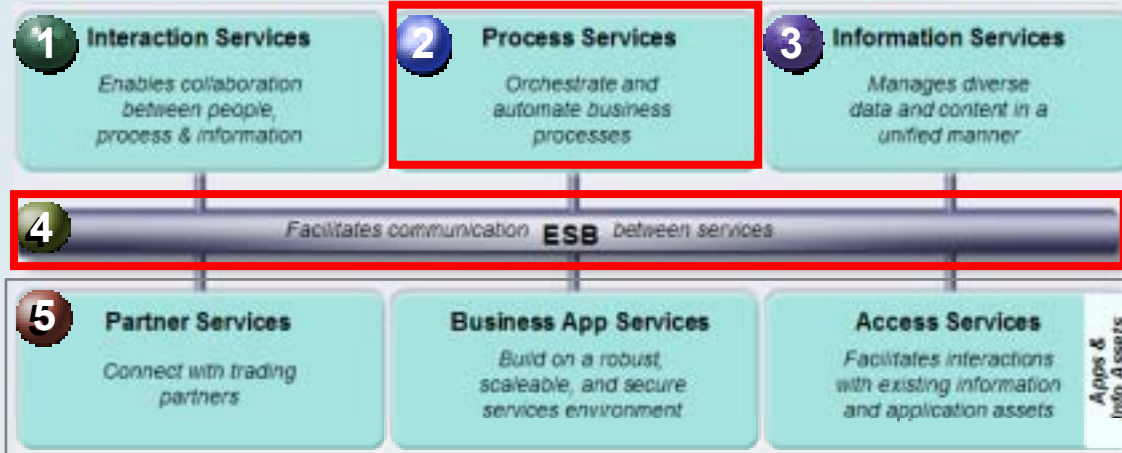 1
Interaction Services
Enables collaboration
between people,
process & information
2
Process Services
Orchestrate and
automate business
processes
3
Information Services
Manages diverse
data and content in a
unified manner
4
Facilitates communication ESB between services
5
Partner Services
Connect with trading
partners
Business App Services
Build on a robust,
scaleable, and secure
services environment
Access Services
Facilitates interactions
with existing information
and application assets
Apps &
Info Assets